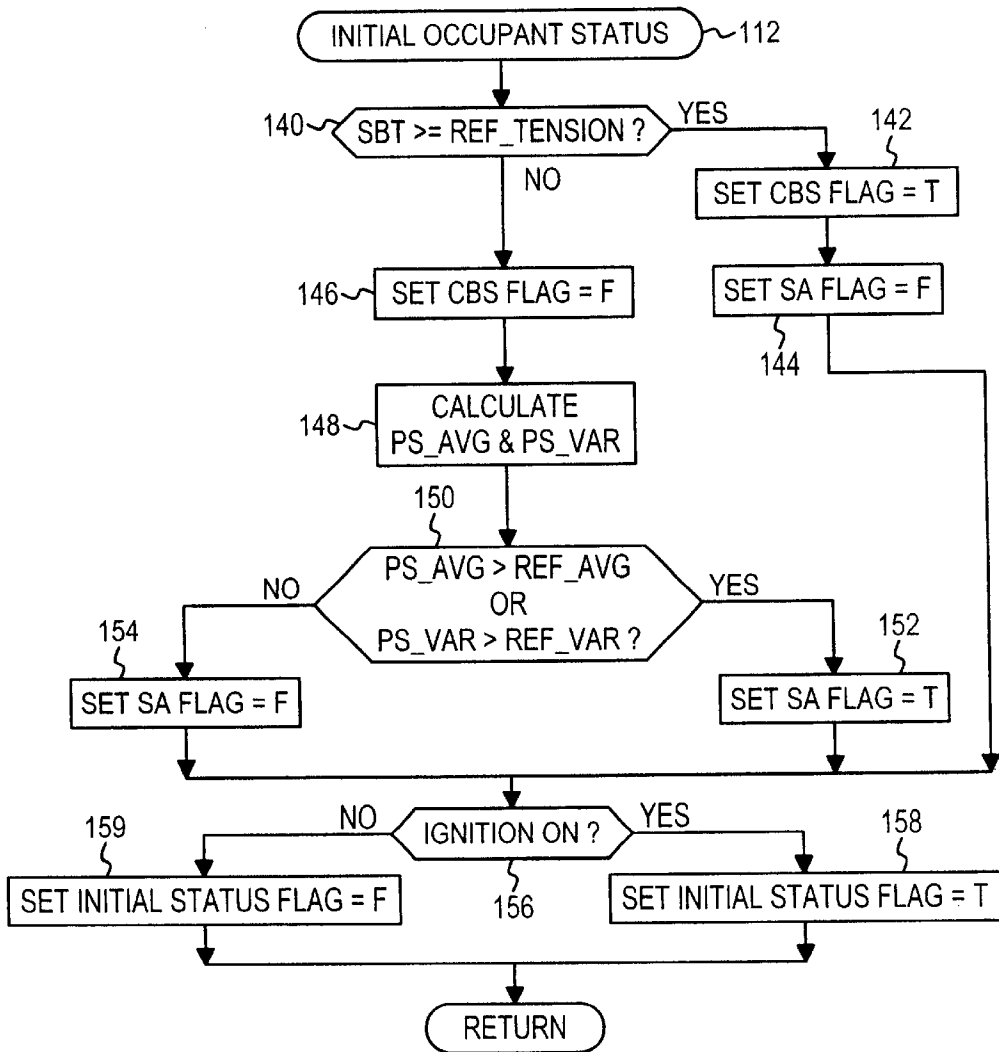 INITIAL OCCUPANT STATUS
112
140
SBT >= REF_TENSION ?
YES
NO
142
SET CBS FLAG = T
146
SET CBS FLAG = F
SET SA FLAG = F
144
148
CALCULATE
PS_AVG & PS_VAR
150
PS_AVG > REF_AVG
OR
PS_VAR > REF_VAR ?
NO
YES
154
SET SA FLAG = F
152
SET SA FLAG = T
IGNITION ON ?
NO
YES
156
159
SET INITIAL STATUS FLAG = F
158
SET INITIAL STATUS FLAG = T
RETURN